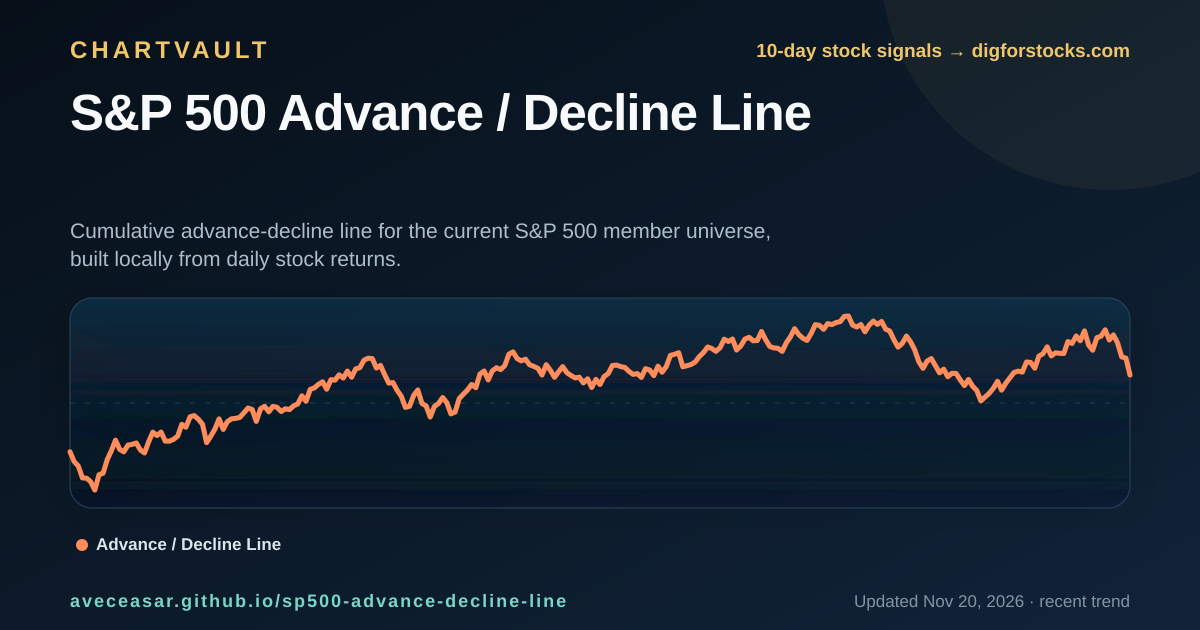 CHARTVAULT
10-day stock signals → digforstocks.com
S&P 500 Advance / Decline Line
Cumulative advance-decline line for the current S&P 500 member universe,
built locally from daily stock returns.
Advance / Decline Line
aveceasar.github.io/sp500-advance-decline-line
Updated Nov 20, 2026 · recent trend